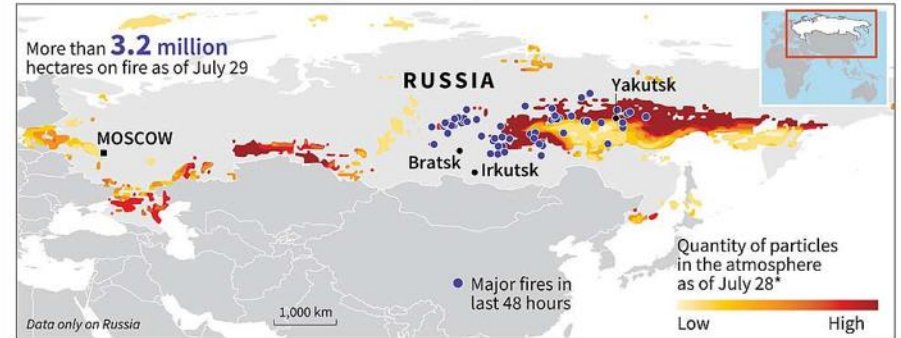 More than 3.2 million
hectares on fire as of July 29
RUSSIA
Yakutsk
MOSCOW
Bratsk
Irkutsk
Quantity of particles
in the atmosphere
as of July 28*
Low High
Major fires in
last 48 hours
1,000 km
Data only on Russia